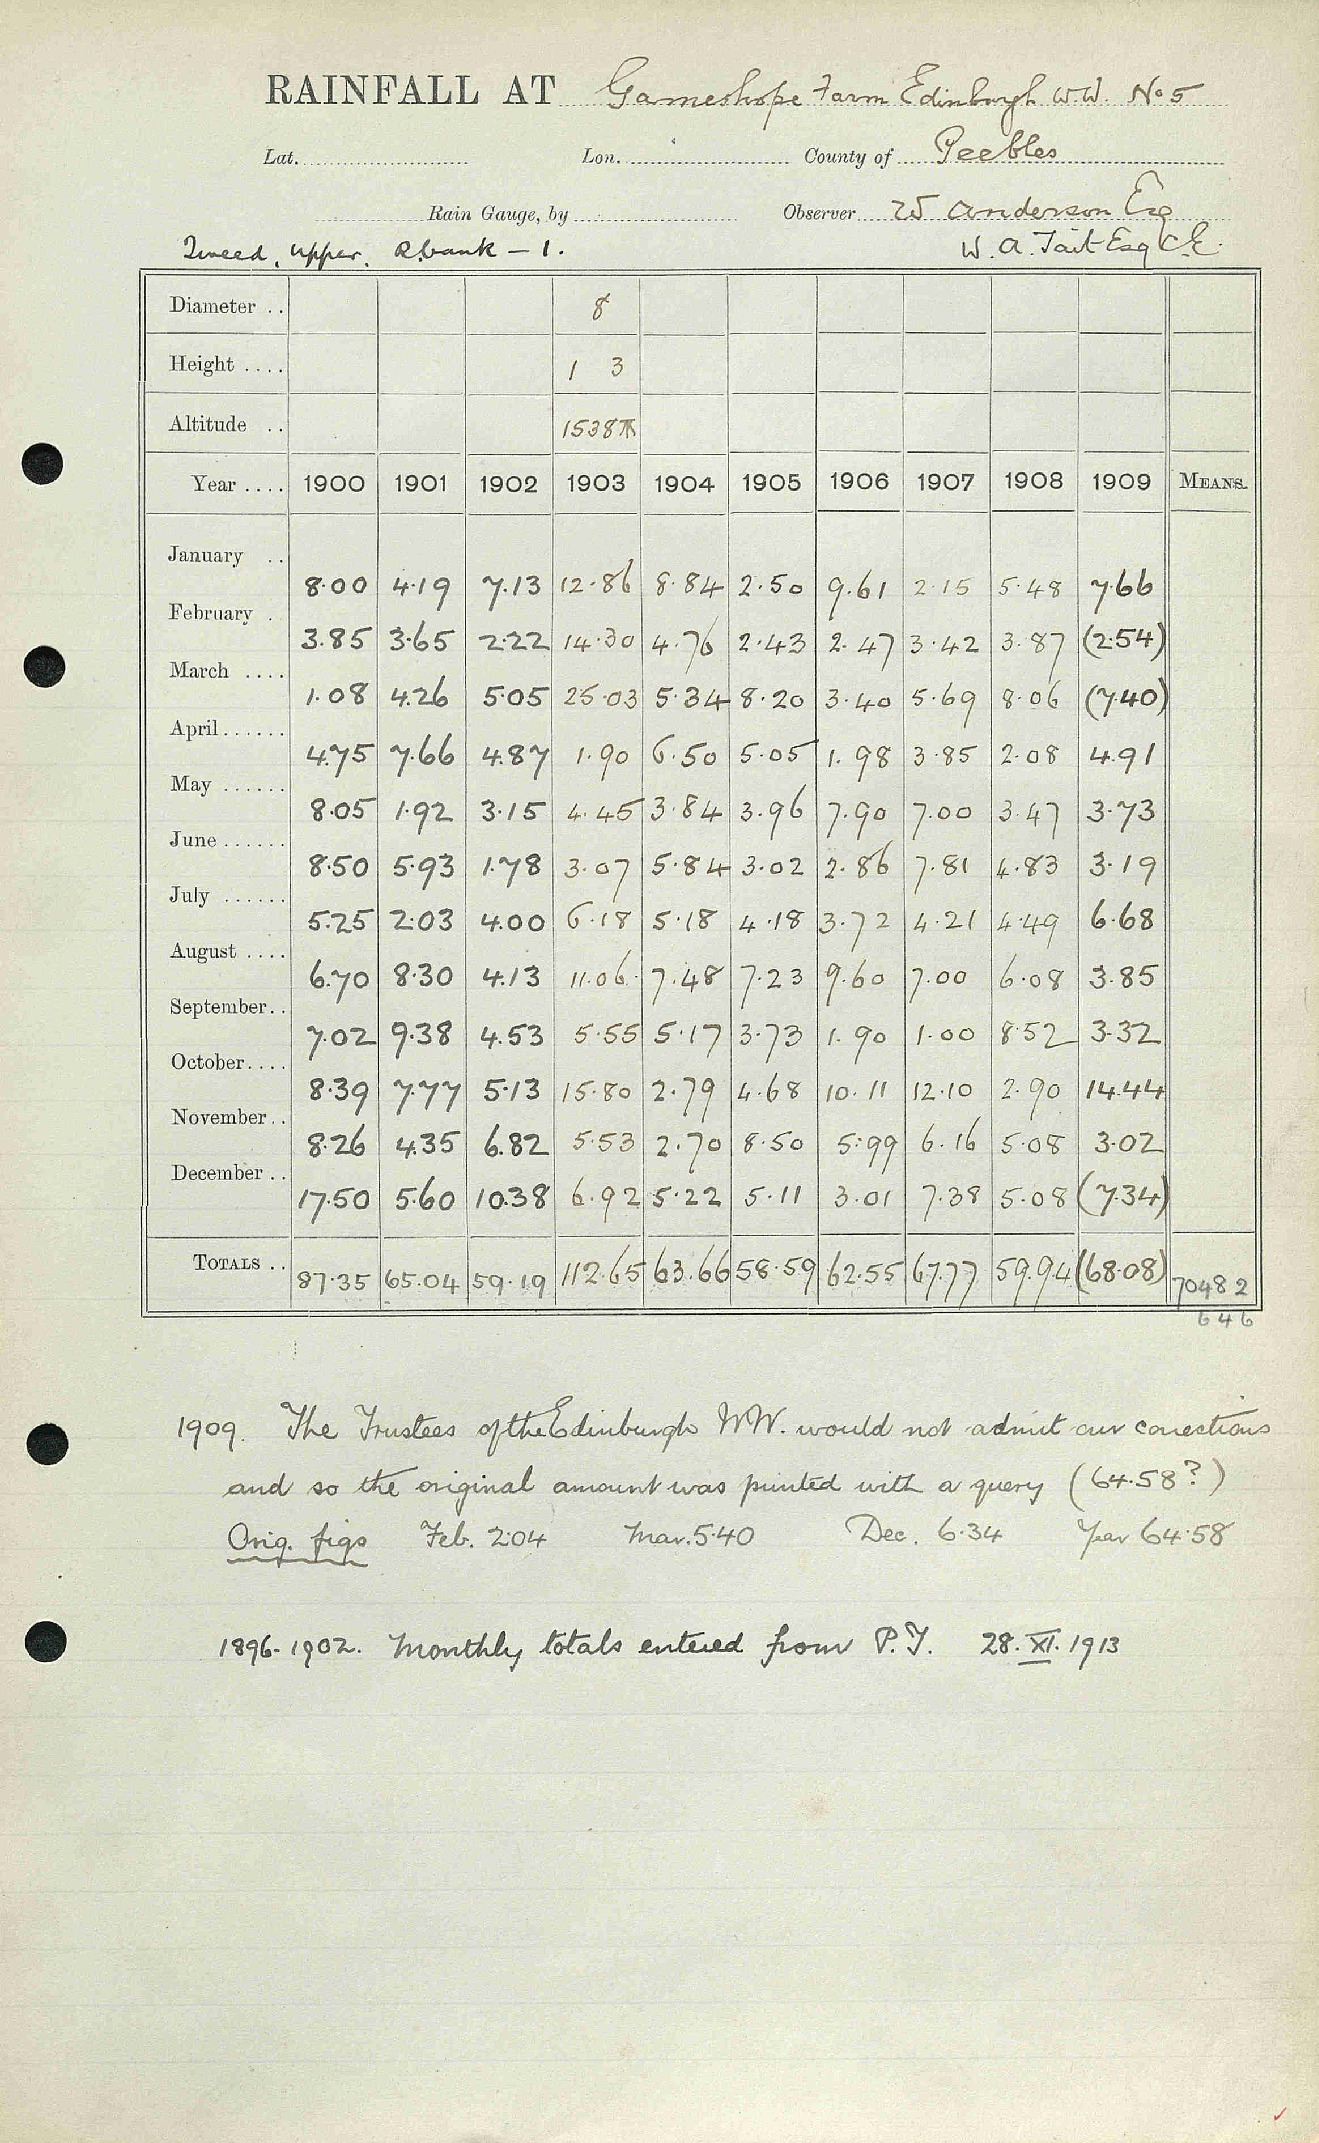 RAINFALL AT Gameshope Farm Edinburgh W.W. No 5
Lat. Lon. County of Peebles
Rain Gauge, by Observer W Anderson Esq
Tweed, Upper. R.bank – 1. W. A. Tait Esq C.E.
Diameter .. 8
Height .... 1 3
Altitude .. 1538 ft
Year .... 1900 1901 1902 1903 1904 1905 1906 1907 1908 1909 MEANS.
January .. 8.00 4.19 7.13 12.86 8.84 2.50 9.61 2.15 5.48 7.66
February . 3.85 3.65 2.22 14.30 4.76 2.43 2.47 3.42 3.87 (2.54)
March .... 1.08 4.26 5.05 25.03 5.34 8.20 3.40 5.69 8.06 (7.40)
April...... 4.75 7.66 4.87 1.90 6.50 5.05 1.98 3.85 2.08 4.91
May ...... 8.05 1.92 3.15 4.45 3.84 3.96 7.90 7.00 3.47 3.73
June ...... 8.50 5.93 1.78 3.07 5.84 3.02 2.86 7.81 4.83 3.19
July ...... 5.25 2.03 4.00 6.18 5.18 4.18 3.72 4.21 4.49 6.68
August .... 6.70 8.30 4.13 11.06 7.48 7.23 9.60 7.00 6.08 3.85
September.. 7.02 9.38 4.53 5.55 5.17 3.73 1.90 1.00 8.52 3.32
October.... 8.39 7.77 5.13 15.80 2.79 4.68 10.11 12.10 2.90 14.44
November.. 8.26 4.35 6.82 5.53 2.70 8.50 5.99 6.16 5.08 3.02
December .. 17.50 5.60 10.38 6.92 5.22 5.11 3.01 7.38 5.08 (7.34)
TOTALS .. 87.35 65.04 59.19 112.65 63.66 58.59 62.55 67.77 59.94 (68.08) 70482
646
1909. The Trustees of the Edinburgh WW. would not admit our corrections
and so the original amount was printed with a query (64.58?)
Orig. figs Feb. 2.04 Mar. 5.40 Dec. 6.34 Year 64.58
1896-1902. Monthly totals entered from P.T. 28.XI.1913